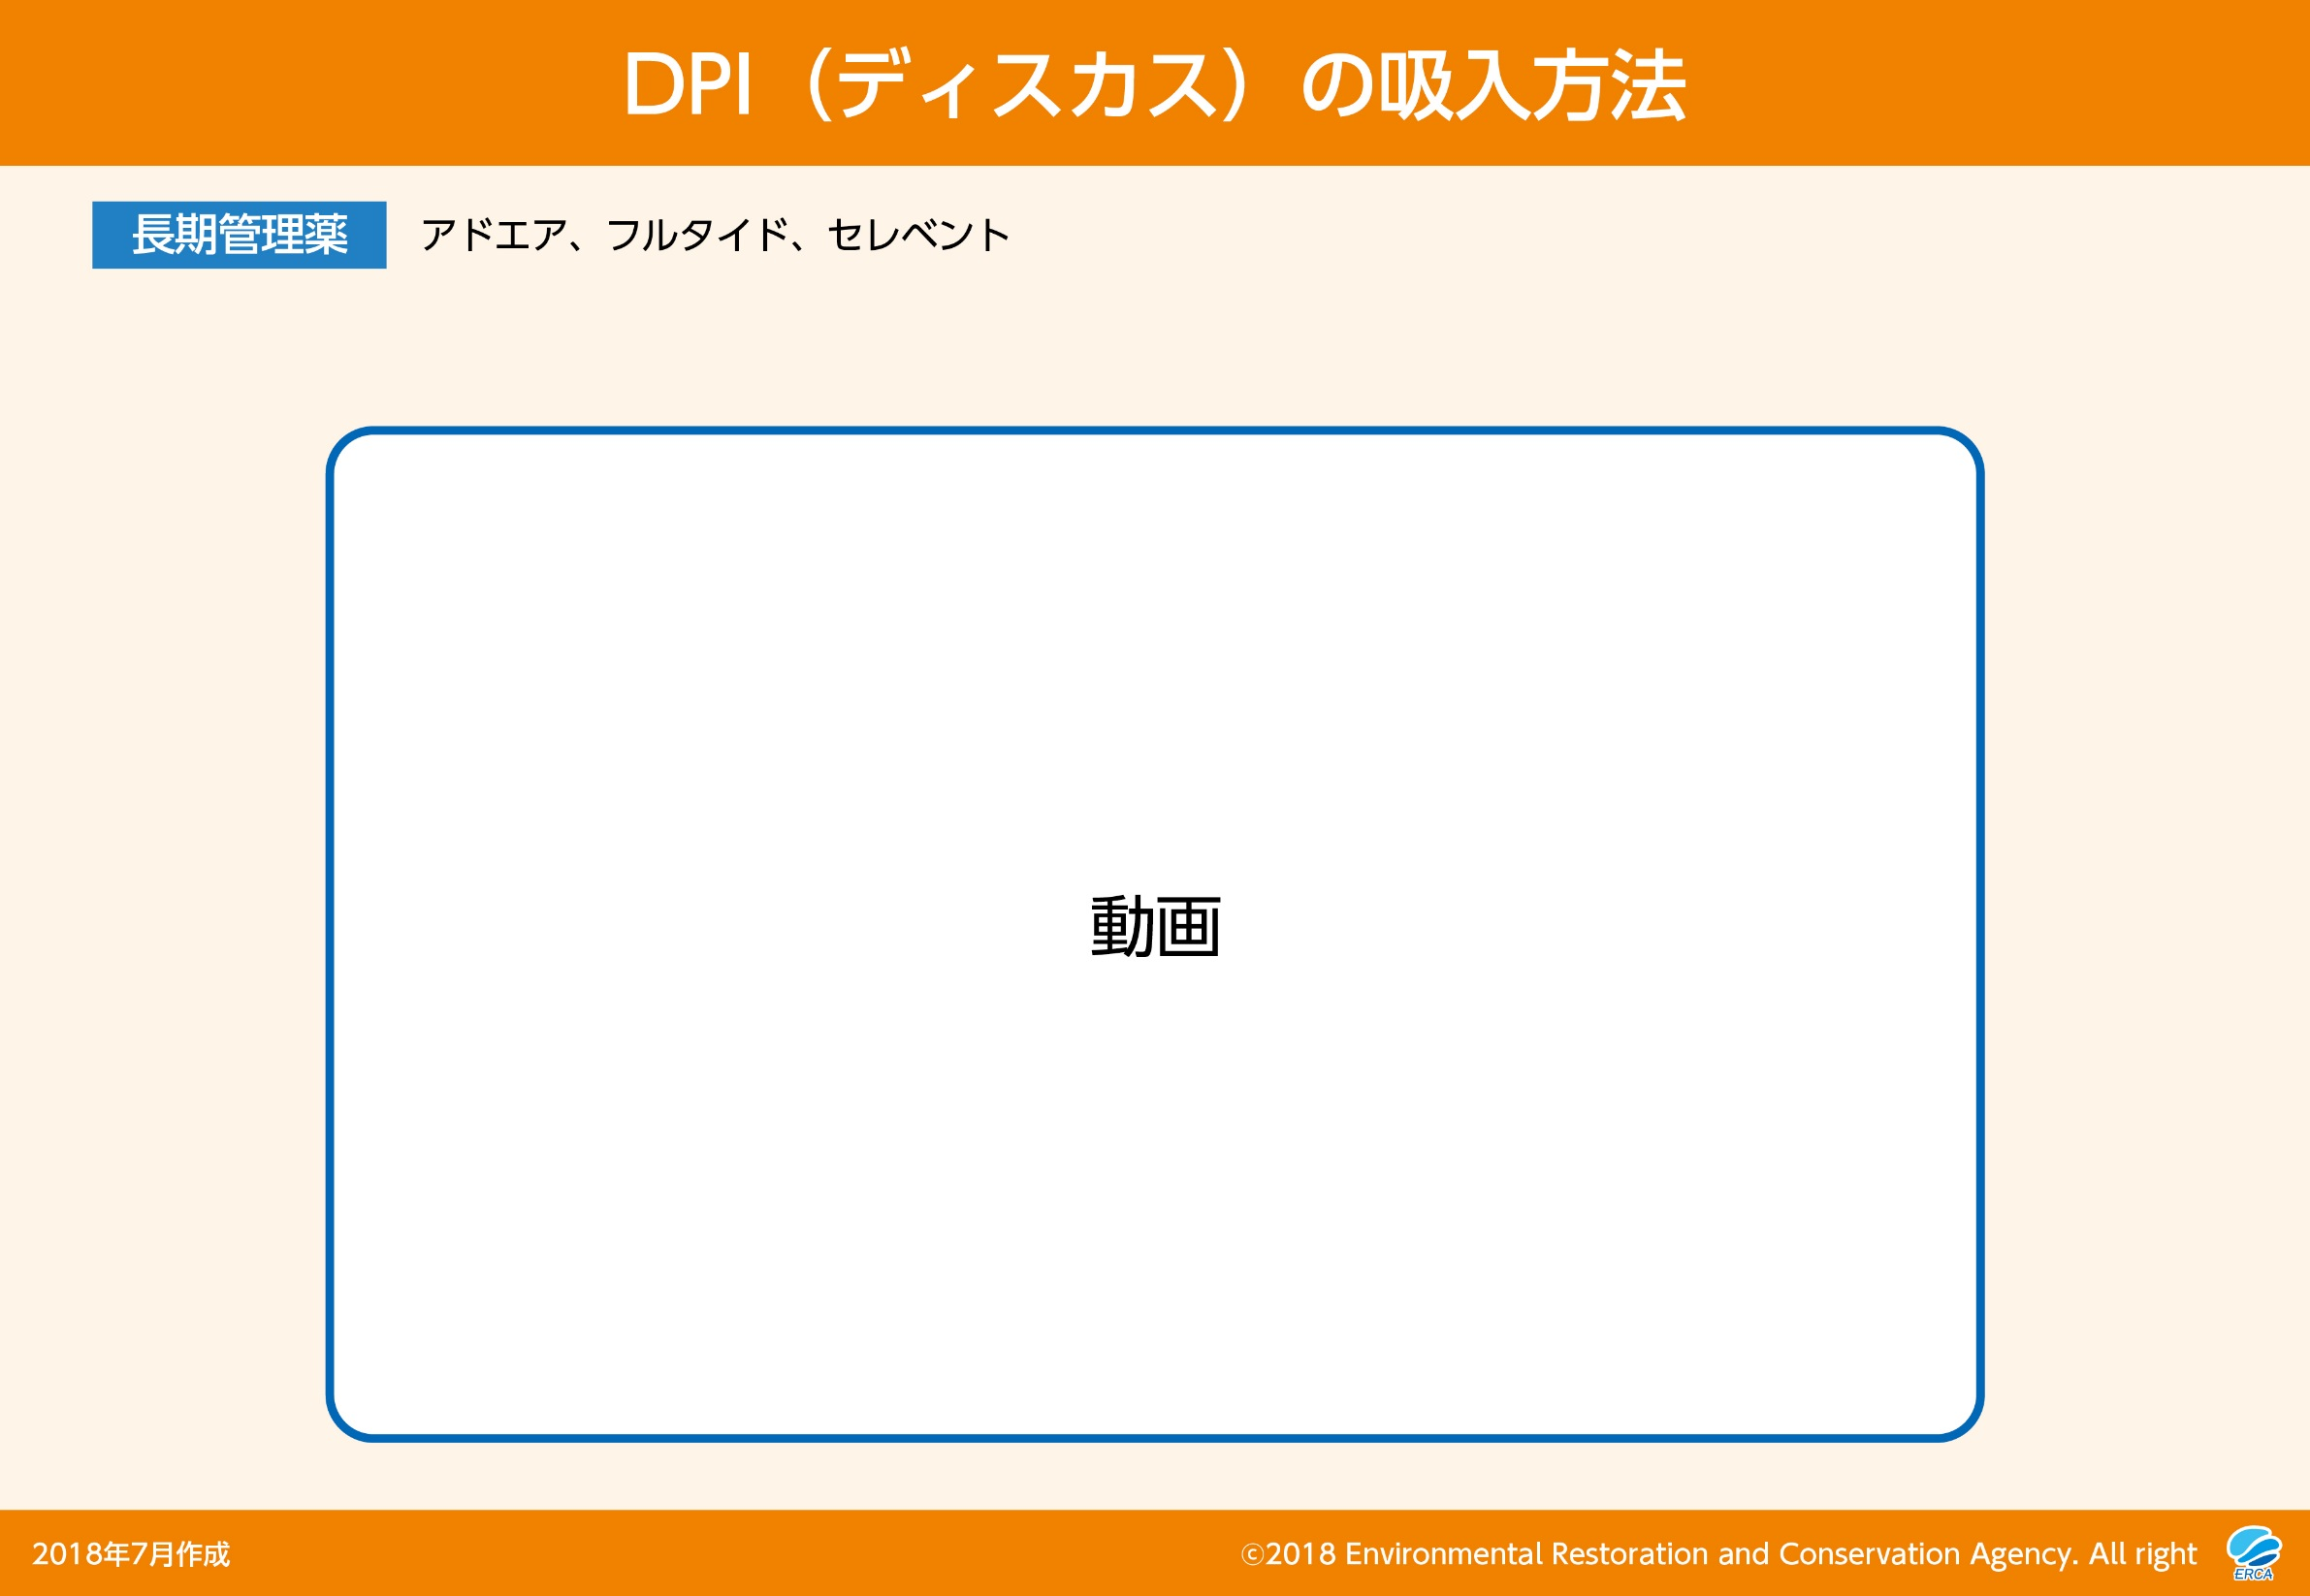 DPI（ディスカス）の吸入方法
長期管理薬 アドエア、フルタイド、セレベント
動画
2018年7月作成
©2018 Environmental Restoration and Conservation Agency. All right
ERCA